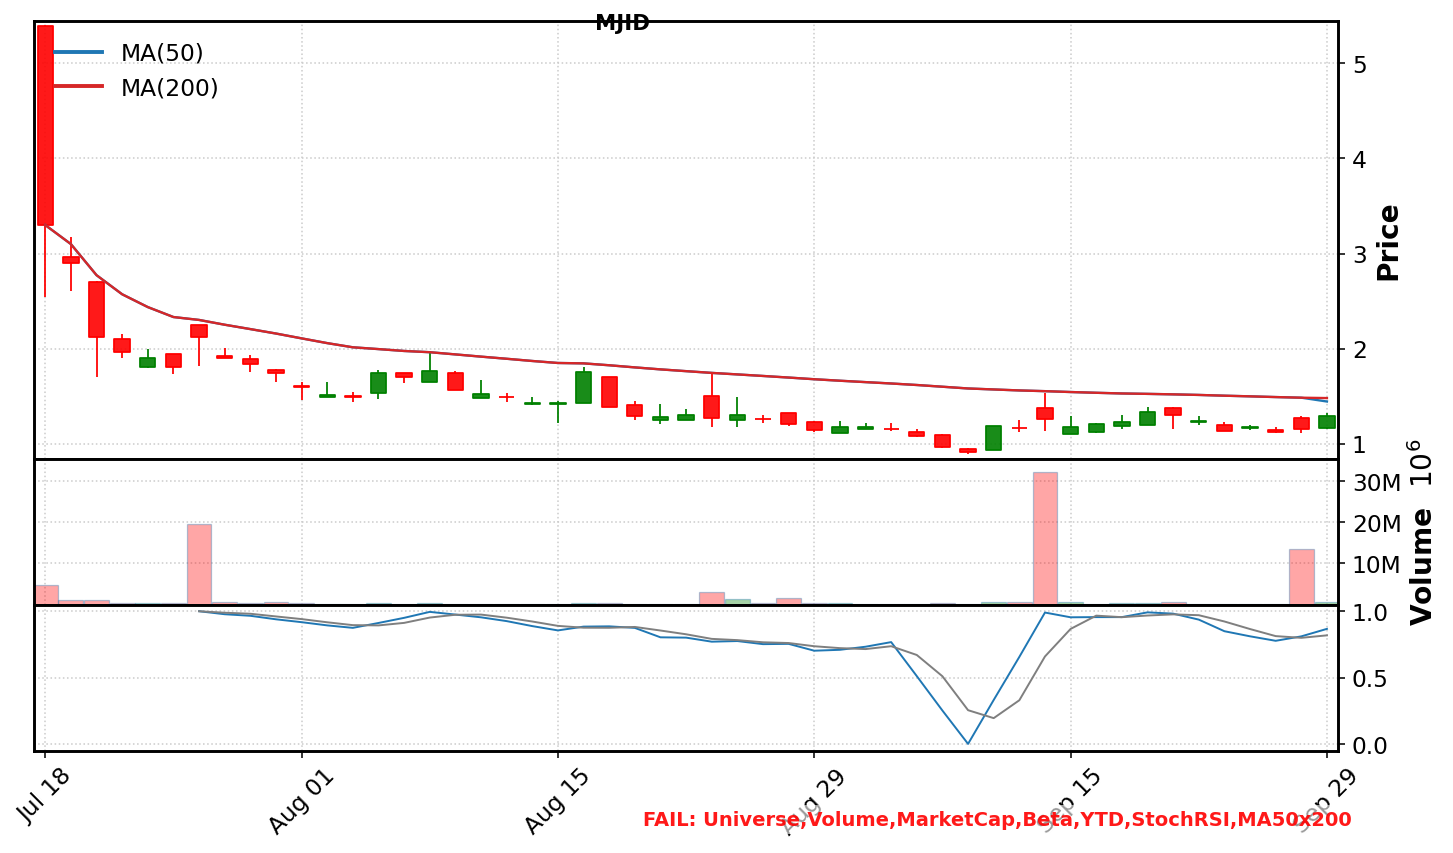 MJID
MA(50)
MA(200)
5
4
3
2
1
Price
30M
20M
10M
Volume 10^6
1.0
0.5
0.0
Jul 18
Aug 01
Aug 15
Aug 29
Sep 15
Sep 29
FAIL: Universe,Volume,MarketCap,Beta,YTD,StochRSI,MA50x200